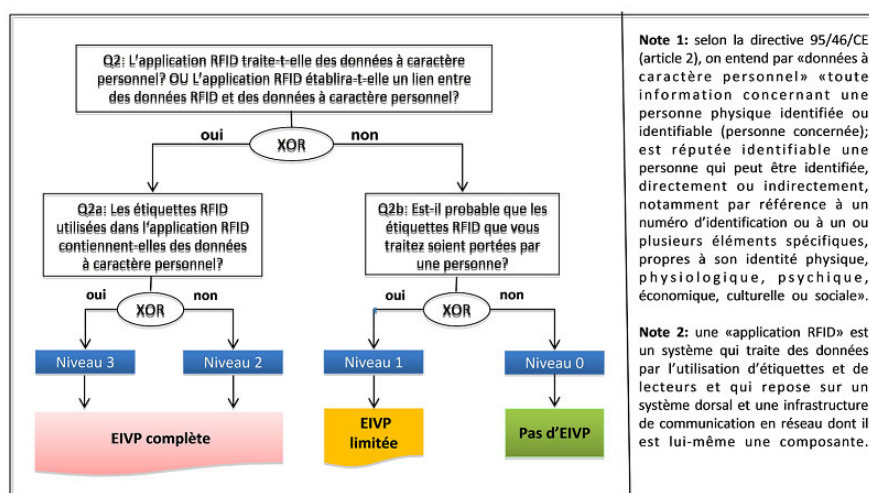 Q2: L'application RFID traite-t-elle des données à caractère
personnel? OU L'application RFID établira-t-elle un lien entre
des données RFID et des données à caractère personnel?
oui
XOR
non
Q2a: Les étiquettes RFID
utilisées dans l'application RFID
contiennent-elles des données
à caractère personnel?
Q2b: Est-il probable que les
étiquettes RFID que vous
traitez soient portées par
une personne?
oui
XOR
non
oui
XOR
non
Niveau 3
Niveau 2
Niveau 1
Niveau 0
EIVP complète
EIVP
limitée
Pas d'EIVP
Note 1: selon la directive 95/46/CE
(article 2), on entend par «données à
caractère personnel» «toute
information concernant une
personne physique identifiée ou
identifiable (personne concernée);
est réputée identifiable une
personne qui peut être identifiée,
directement ou indirectement,
notamment par référence à un
numéro d'identification ou à un ou
plusieurs éléments spécifiques,
propres à son identité physique,
physiologique, psychique,
économique, culturelle ou sociale».
Note 2: une «application RFID» est
un système qui traite des données
par l'utilisation d'étiquettes et de
lecteurs et qui repose sur un
système dorsal et une infrastructure
de communication en réseau dont il
est lui-même une composante.